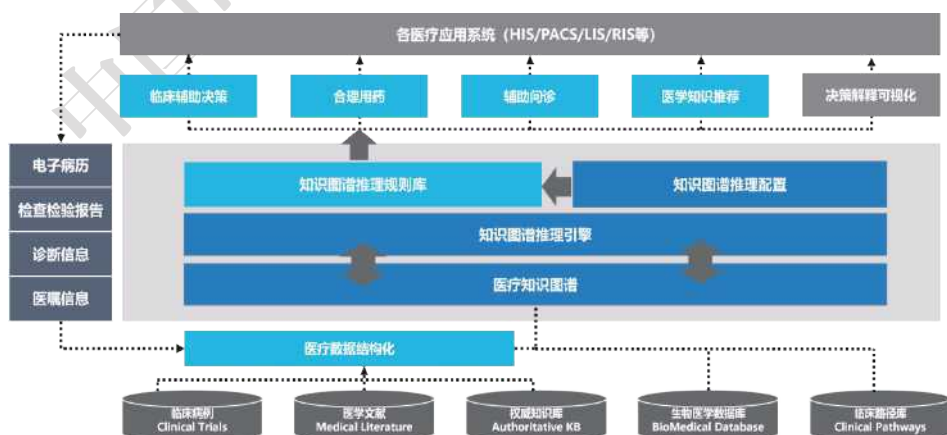 各医疗应用系统（HIS/PACS/LIS/RIS等）
临床辅助决策
合理用药
辅助问诊
医学知识推荐
决策解释可视化
电子病历
检查检验报告
诊断信息
医嘱信息
知识图谱推理规则库
知识图谱推理配置
知识图谱推理引擎
医疗知识图谱
医疗数据结构化
临床病例
Clinical Trials
医学文献
Medical Literature
权威知识库
Authoritative KB
生物医学数据库
BioMedical Database
临床路径库
Clinical Pathways